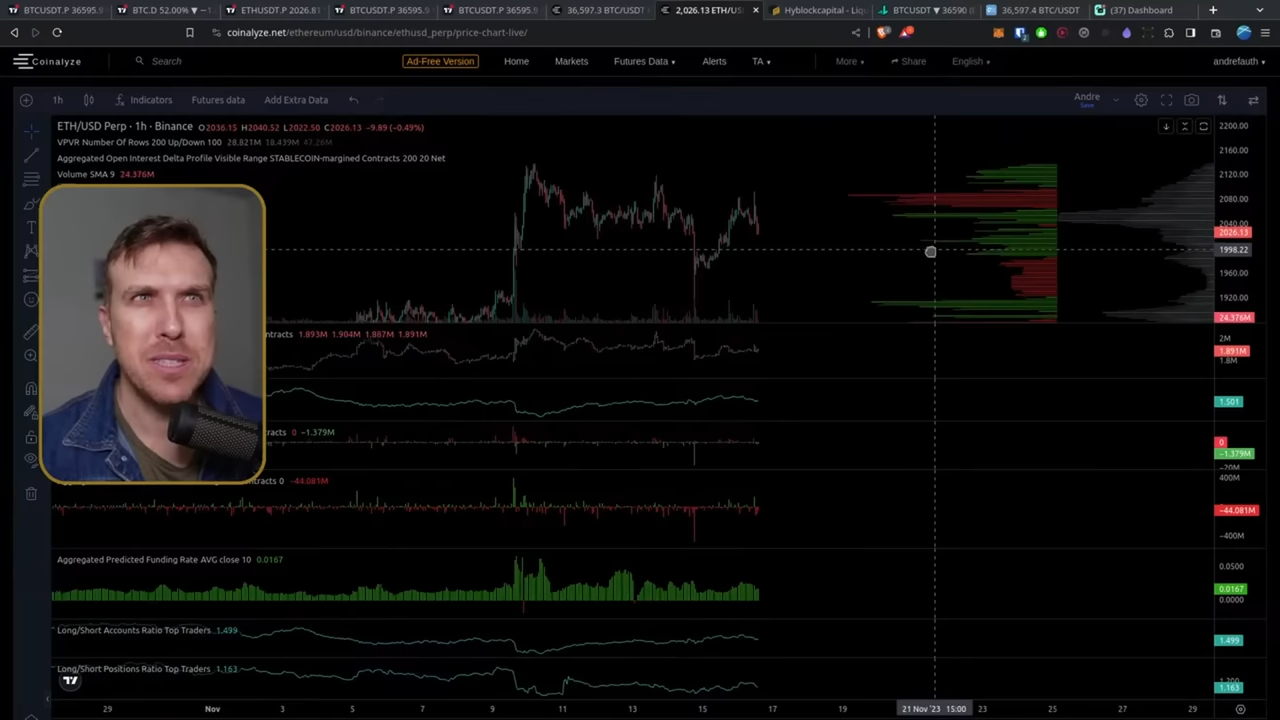 BTCUSDT.P 36595.9
BTC.D 52.00% ▼ −1
ETHUSDT.P 2026.81
BTCUSDT.P 36595.9
BTCUSDT.P 36595.9
36,597.3 BTC/USDT
2,026.13 ETH/US
Hyblockcapital - Liq
BTCUSDT ▼ 36590
36,597.4 BTC/USDT
(37) Dashboard
coinalyze.net/ethereum/usd/binance/ethusd_perp/price-chart-live/
Coinalyze
Search
Ad-Free Version
Home
Markets
Futures Data
Alerts
TA
More
Share
English
andrefauth
1h
Indicators
Futures data
Add Extra Data
Andre
Save
ETH/USD Perp · 1h · Binance O2036.15 H2040.52 L2022.50 C2026.13 −9.89 (−0.49%)
VPVR Number Of Rows 200 Up/Down 100 28.821M 18.439M 47.26M
Aggregated Open Interest Delta Profile Visible Range STABLECOIN-margined Contracts 200 20 Net
Volume SMA 9 24.376M
2200.00
2160.00
2120.00
2080.00
2040.00
2026.13
1998.22
1960.00
1920.00
24.376M
ntracts 1.893M 1.904M 1.887M 1.891M
2M
1.891M
1.8M
1.501
racts 0 −1.379M
0
−1.379M
−20M
contracts 0 −44.081M
400M
−44.081M
−400M
Aggregated Predicted Funding Rate AVG close 10 0.0167
0.0500
0.0167
0.0000
Long/Short Accounts Ratio Top Traders 1.499
1.499
Long/Short Positions Ratio Top Traders 1.163
1.200
1.163
29
Nov
3
5
7
9
11
13
15
17
19
21 Nov '23 15:00
23
25
27
29